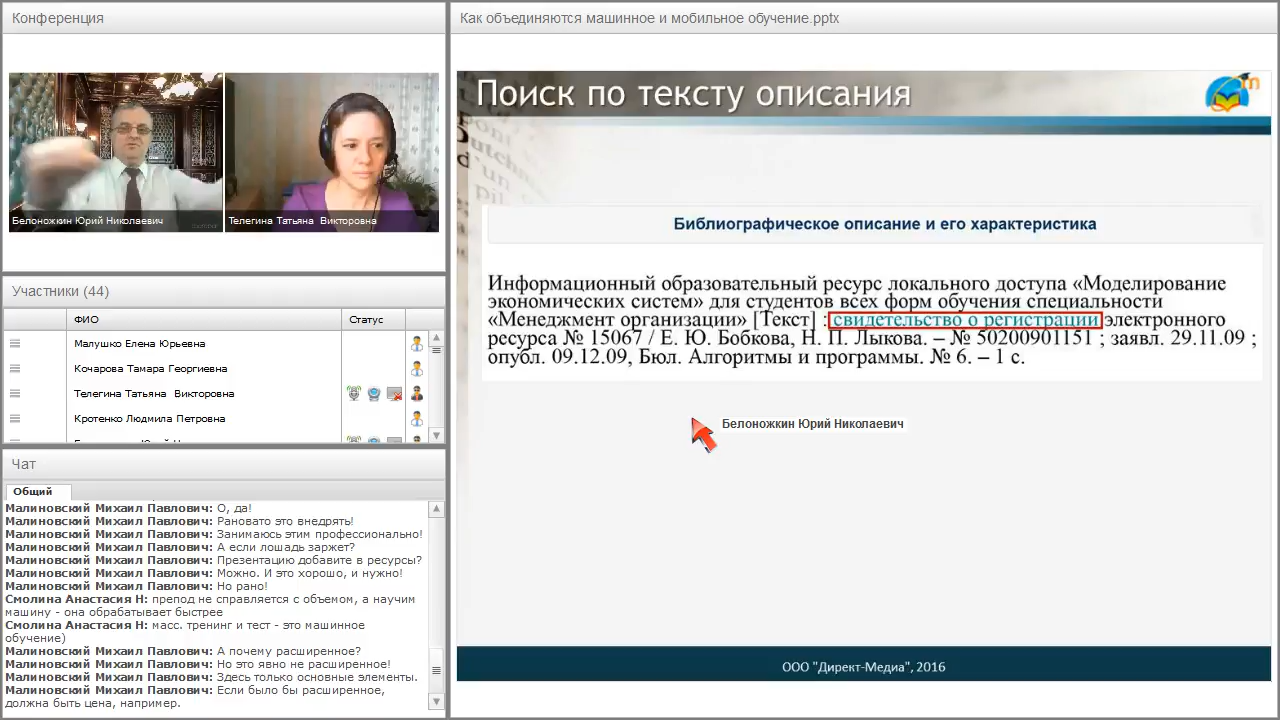 Конференция
Белоножкин Юрий Николаевич
Телегина Татьяна Викторовна
Участники (44)
ФИО
Статус
Малушко Елена Юрьевна
Кочарова Тамара Георгиевна
Телегина Татьяна Викторовна
Кротенко Людмила Петровна
Чат
Общий
Малиновский Михаил Павлович: О, да!
Малиновский Михаил Павлович: Рановато это внедрять!
Малиновский Михаил Павлович: Занимаюсь этим профессионально!
Малиновский Михаил Павлович: А если лошадь заржет?
Малиновский Михаил Павлович: Презентацию добавите в ресурсы?
Малиновский Михаил Павлович: Можно. И это хорошо, и нужно!
Малиновский Михаил Павлович: Но рано!
Смолина Анастасия Н: препод не справляется с объемом, а научим
машину - она обрабатывает быстрее
Смолина Анастасия Н: масс. тренинг и тест - это машинное
обучение)
Малиновский Михаил Павлович: А почему расширенное?
Малиновский Михаил Павлович: Но это явно не расширенное!
Малиновский Михаил Павлович: Здесь только основные элементы.
Малиновский Михаил Павлович: Если было бы расширенное,
должна быть цена, например.
Как объединяются машинное и мобильное обучение.pptx
Поиск по тексту описания
Библиографическое описание и его характеристика
Информационный образовательный ресурс локального доступа «Моделирование
экономических систем» для студентов всех форм обучения специальности
«Менеджмент организации» [Текст] : свидетельство о регистрации электронного
ресурса № 15067 / Е. Ю. Бобкова, Н. П. Лыкова. – № 50200901151 ; заявл. 29.11.09 ;
опубл. 09.12.09, Бюл. Алгоритмы и программы. № 6. – 1 с.
Белоножкин Юрий Николаевич
ООО "Директ-Медиа", 2016